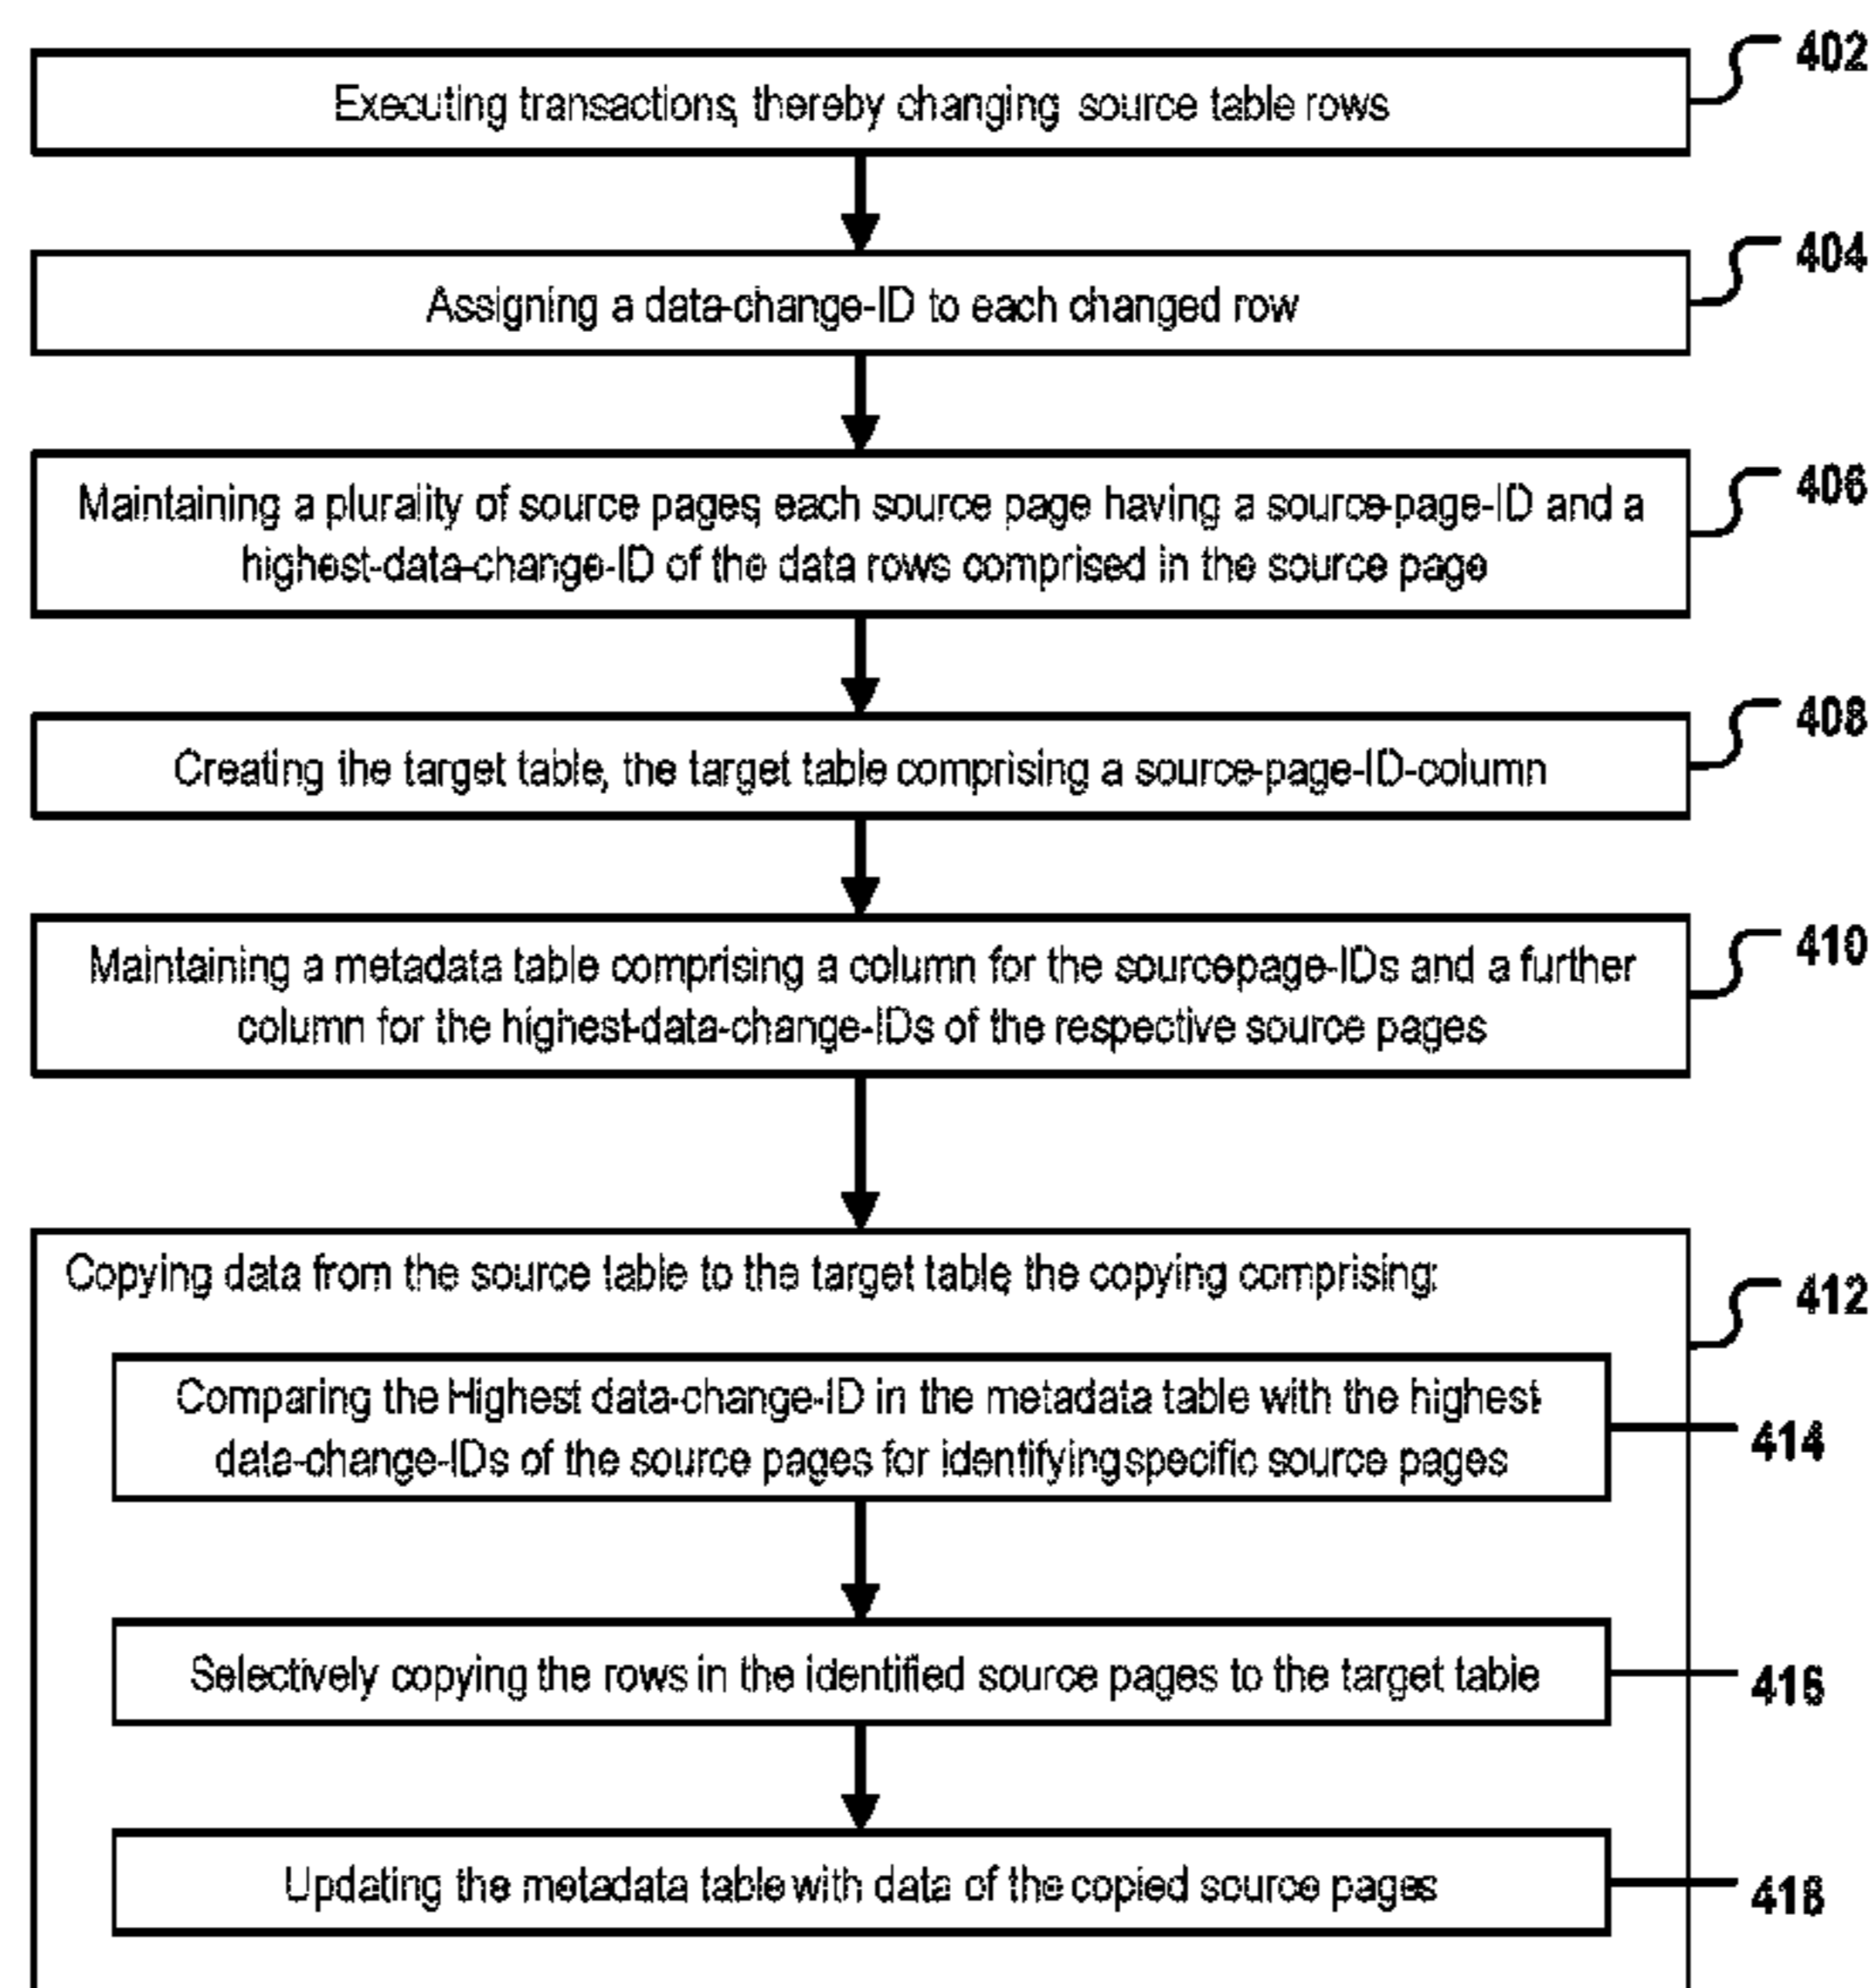 Executing transactions, thereby changing source table rows
402
Assigning a data-change-ID to each changed row
404
Maintaining a plurality of source pages, each source page having a source-page-ID and a
highest-data-change-ID of the data rows comprised in the source page
406
Creating the target table, the target table comprising a source-page-ID-column
408
Maintaining a metadata table comprising a column for the sourcepage-IDs and a further
column for the highest-data-change-IDs of the respective source pages
410
Copying data from the source table to the target table, the copying comprising:
412
Comparing the Highest data-change-ID in the metadata table with the highest-
data-change-IDs of the source pages for identifying specific source pages
414
Selectively copying the rows in the identified source pages to the target table
416
Updating the metadata table with data of the copied source pages
418